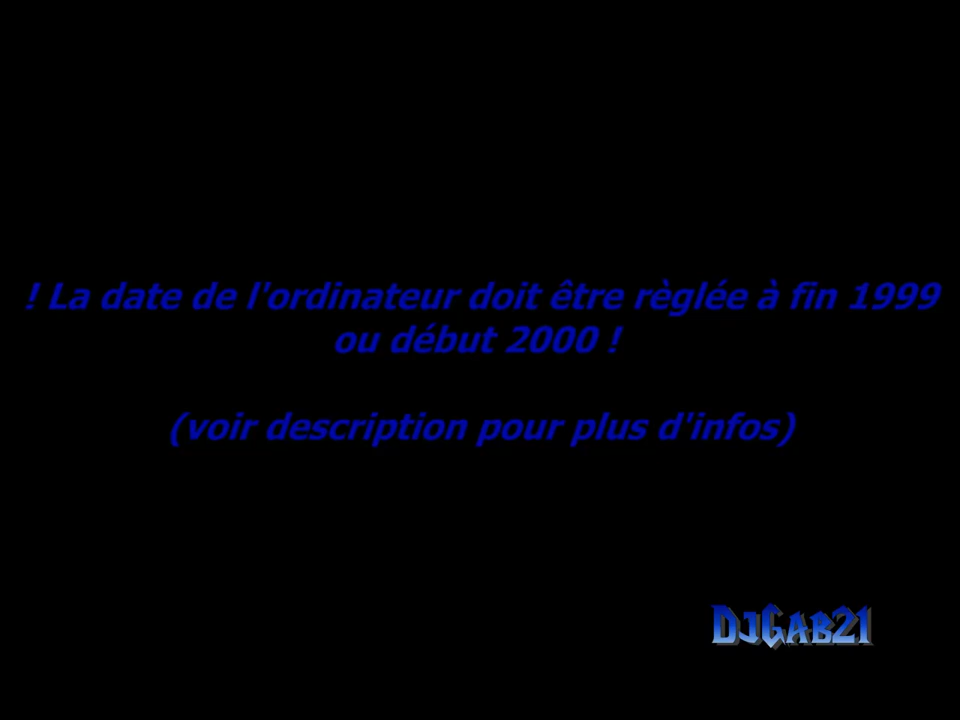 ! La date de l'ordinateur doit être règlée à fin 1999
ou début 2000 !
(voir description pour plus d'infos)
DJGAB21